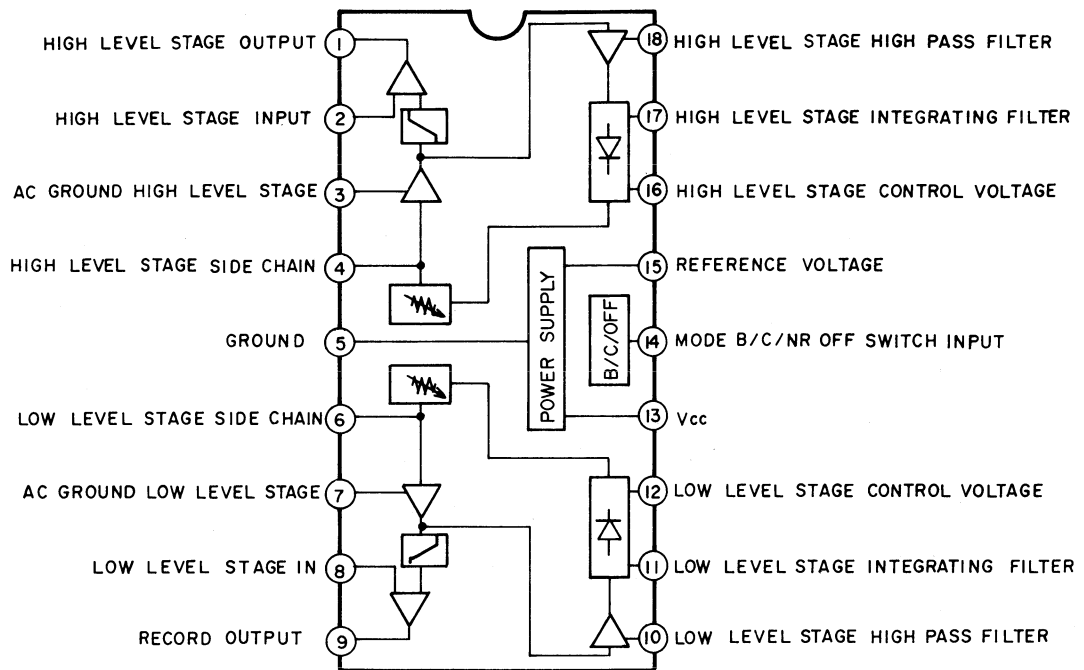 HIGH LEVEL STAGE OUTPUT 1
HIGH LEVEL STAGE INPUT 2
AC GROUND HIGH LEVEL STAGE 3
HIGH LEVEL STAGE SIDE CHAIN 4
GROUND 5
LOW LEVEL STAGE SIDE CHAIN 6
AC GROUND LOW LEVEL STAGE 7
LOW LEVEL STAGE IN 8
RECORD OUTPUT 9
POWER SUPPLY
B/C/OFF
18 HIGH LEVEL STAGE HIGH PASS FILTER
17 HIGH LEVEL STAGE INTEGRATING FILTER
16 HIGH LEVEL STAGE CONTROL VOLTAGE
15 REFERENCE VOLTAGE
14 MODE B/C/NR OFF SWITCH INPUT
13 Vcc
12 LOW LEVEL STAGE CONTROL VOLTAGE
11 LOW LEVEL STAGE INTEGRATING FILTER
10 LOW LEVEL STAGE HIGH PASS FILTER